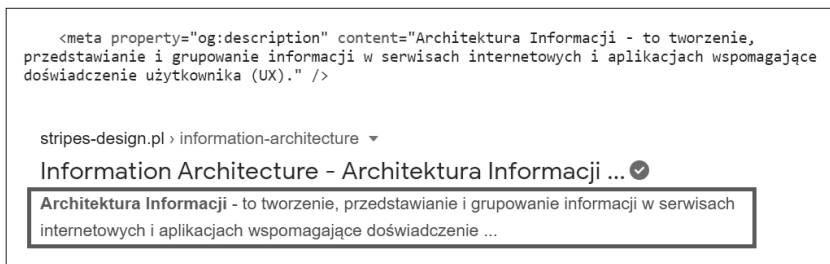 <meta property="og:description" content="Architektura Informacji - to tworzenie,
przedstawianie i grupowanie informacji w serwisach internetowych i aplikacjach wspomagające
doświadczenie użytkownika (UX)." />
stripes-design.pl › information-architecture
Information Architecture - Architektura Informacji ...
Architektura Informacji - to tworzenie, przedstawianie i grupowanie informacji w serwisach
internetowych i aplikacjach wspomagające doświadczenie ...